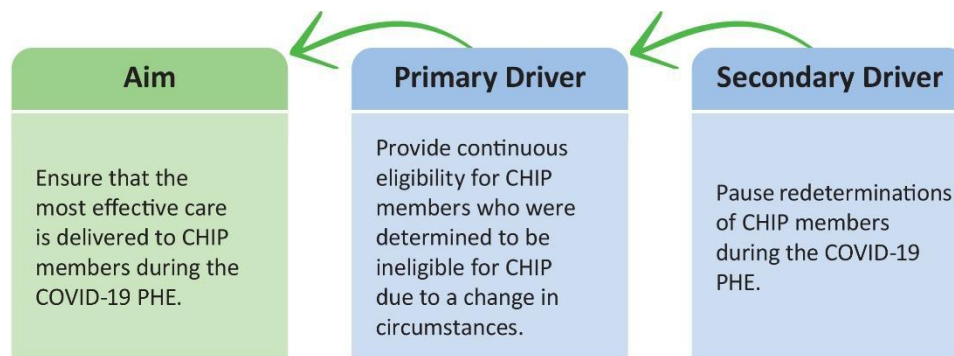 Aim
Ensure that the
most effective care
is delivered to CHIP
members during the
COVID-19 PHE.
Primary Driver
Provide continuous
eligibility for CHIP
members who were
determined to be
ineligible for CHIP
due to a change in
circumstances.
Secondary Driver
Pause redeterminations
of CHIP members
during the COVID-19
PHE.